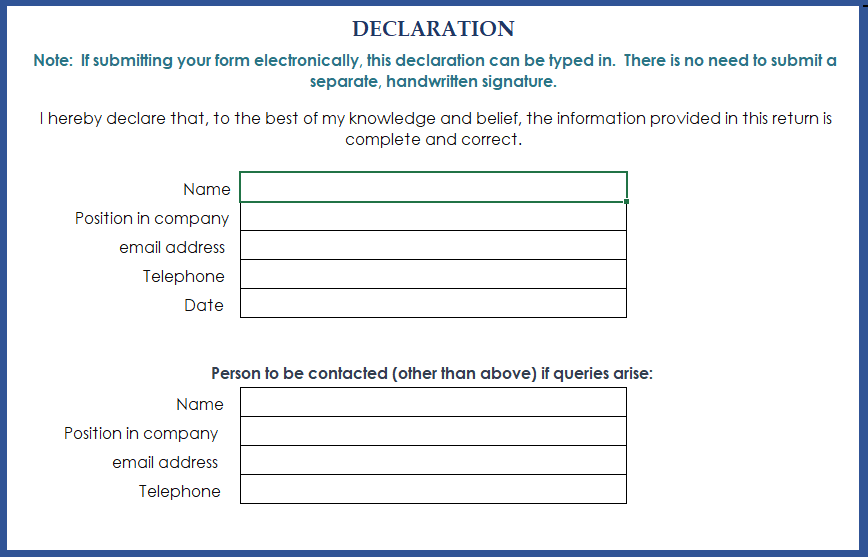 DECLARATION
Note:  If submitting your form electronically, this declaration can be typed in.  There is no need to submit a
separate, handwritten signature.
I hereby declare that, to the best of my knowledge and belief, the information provided in this return is
complete and correct.
Name
Position in company
email address
Telephone
Date
Person to be contacted (other than above) if queries arise:
Name
Position in company
email address
Telephone